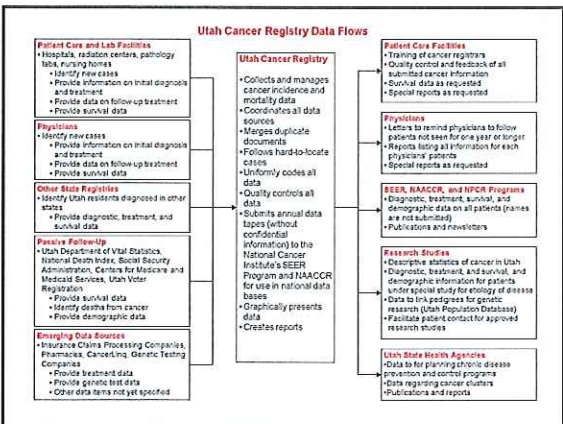 Utah Cancer Registry Data Flows
Patient Care and Lab Facilities
• Hospitals, radiation centers, pathology
labs, nursing homes
• Identify new cases
• Provide information on initial diagnosis
and treatment
• Provide data on follow-up treatment
• Provide survival data
Physicians
• Identify new cases
• Provide information on initial diagnosis
and treatment
• Provide data on follow-up treatment
• Provide survival data
Other State Registries
• Identify Utah residents diagnosed in other
states
• Provide diagnostic, treatment, and
survival data
Passive Follow-Up
• Utah Department of Vital Statistics,
National Death Index, Social Security
Administration, Centers for Medicare and
Medicaid Services, Utah Voter
Registration
• Provide survival data
• Identify deaths from cancer
• Provide demographic data
Emerging Data Sources
• Insurance Claims Processing Companies,
Pharmacies, CancerLinq, Genetic Testing
Companies
• Provide treatment data
• Provide genetic test data
• Other data items not yet specified
Utah Cancer Registry
• Collects and manages
cancer incidence and
mortality data
• Coordinates all data
sources
• Merges duplicate
documents
• Follows hard-to-locate
cases
• Uniformly codes all
data
• Quality controls all
data
• Submits annual data
tapes (without
confidential
information) to the
National Cancer
Institute's SEER
Program and NAACCR
for use in national data
bases
• Graphically presents
data
• Creates reports
Patient Care Facilities
• Training of cancer registrars
• Quality control and feedback of all
submitted cancer information
• Survival data as requested
• Special reports as requested
Physicians
• Letters to remind physicians to follow
patients not seen for one year or longer
• Reports listing all information for each
physicians' patients
• Special reports as requested
SEER, NAACCR, and NPCR Programs
• Diagnostic, treatment, survival, and
demographic data on all patients (names
are not submitted)
• Publications and newsletters
Research Studies
• Descriptive statistics of cancer in Utah
• Diagnostic, treatment, and survival, and
demographic information for patients
under special study for etiology of disease
• Data to link pedigrees for genetic
research (Utah Population Database)
• Facilitate patient contact for approved
research studies
Utah State Health Agencies
• Data to for planning chronic disease
prevention and control programs
• Data regarding cancer clusters
• Publications and reports